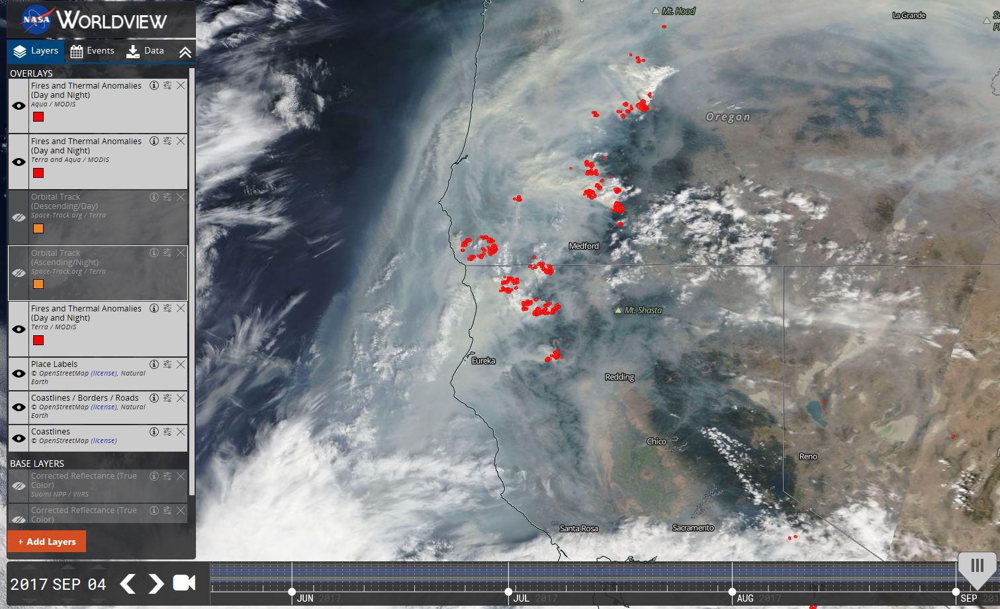 NASA WORLDVIEW
Layers Events Data
OVERLAYS
Fires and Thermal Anomalies
(Day and Night)
Aqua / MODIS
Fires and Thermal Anomalies
(Day and Night)
Terra and Aqua / MODIS
Orbital Track
(Descending/Day)
Space-Track.org / Terra
Orbital Track
(Ascending/Night)
Space-Track.org / Terra
Fires and Thermal Anomalies
(Day and Night)
Terra / MODIS
Place Labels
© OpenStreetMap (license), Natural
Earth
Coastlines / Borders / Roads
© OpenStreetMap (license), Natural
Earth
Coastlines
© OpenStreetMap (license)
BASE LAYERS
Corrected Reflectance (True
Color)
Suomi NPP / VIIRS
Corrected Reflectance (True
Color)
+ Add Layers
Mt. Hood
La Grande
Oregon
Medford
Mt. Shasta
Eureka
Redding
Chico
Reno
Santa Rosa
Sacramento
2017 SEP 04
JUN 2017
JUL 2017
AUG 2017
SEP